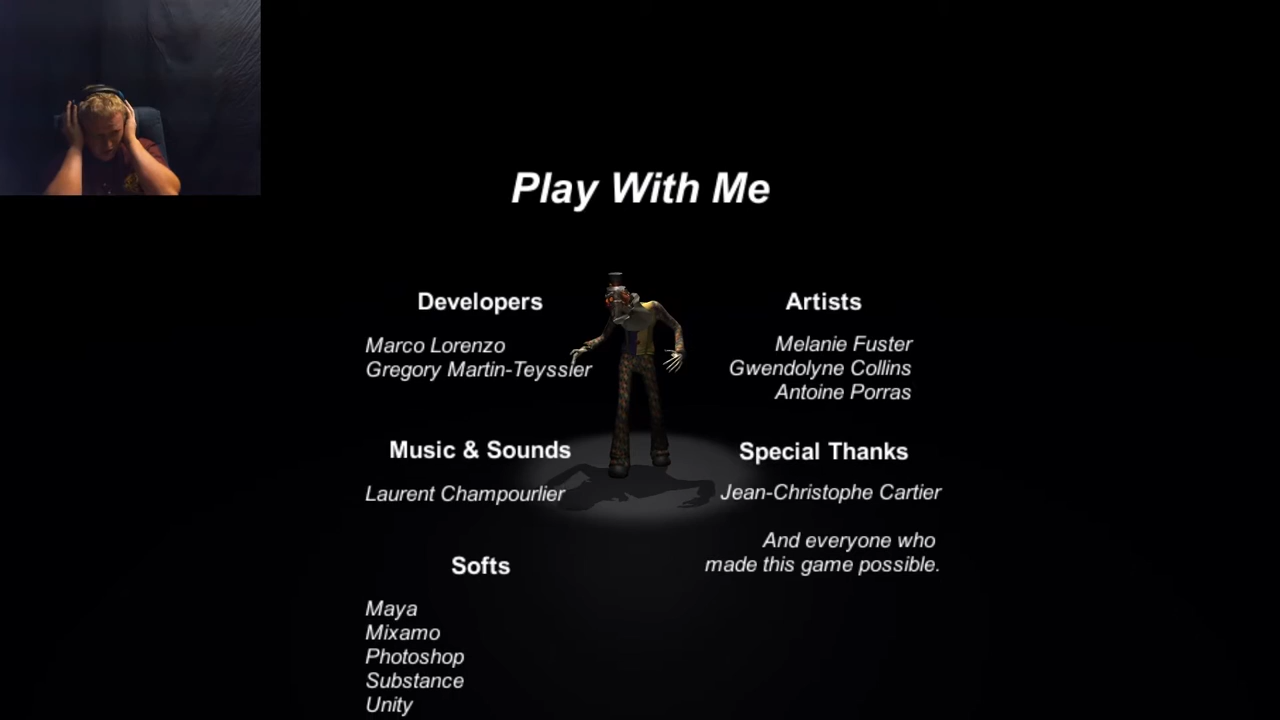 Play With Me
Developers
Marco Lorenzo
Gregory Martin-Teyssier
Artists
Melanie Fuster
Gwendolyne Collins
Antoine Porras
Music & Sounds
Laurent Champourlier
Special Thanks
Jean-Christophe Cartier
And everyone who
made this game possible.
Softs
Maya
Mixamo
Photoshop
Substance
Unity